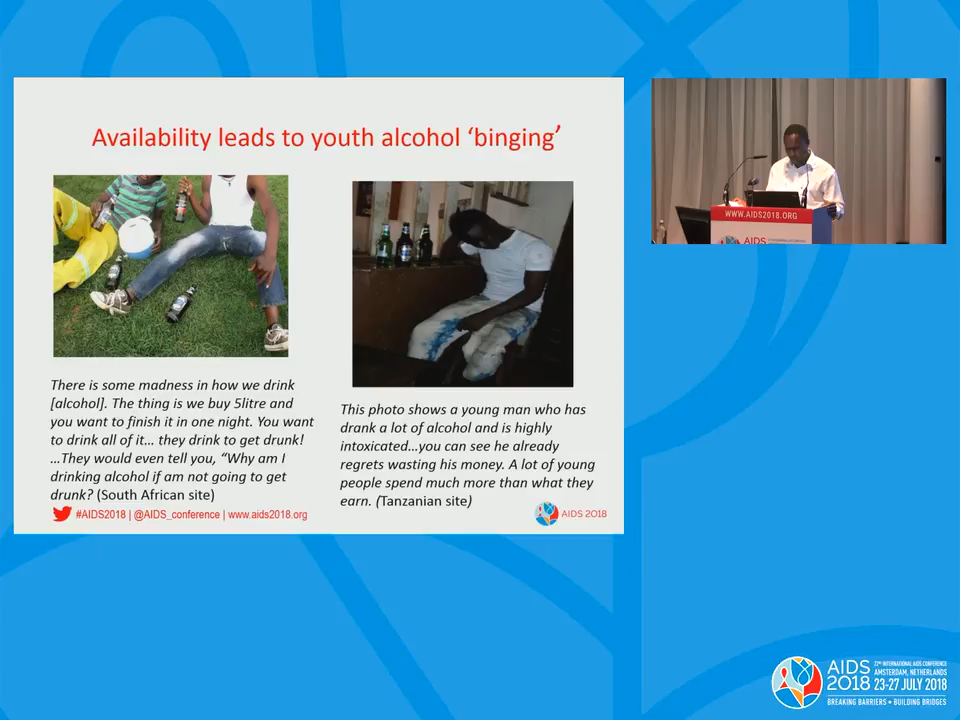 Availability leads to youth alcohol ‘binging’
There is some madness in how we drink
[alcohol]. The thing is we buy 5litre and
you want to finish it in one night. You want
to drink all of it… they drink to get drunk!
…They would even tell you, “Why am I
drinking alcohol if am not going to get
drunk? (South African site)
This photo shows a young man who has
drank a lot of alcohol and is highly
intoxicated…you can see he already
regrets wasting his money. A lot of young
people spend much more than what they
earn. (Tanzanian site)
#AIDS2018 | @AIDS_conference | www.aids2018.org
AIDS 2018
WWW.AIDS2018.ORG
AIDS
AIDS
2018
22ND INTERNATIONAL AIDS CONFERENCE
AMSTERDAM, NETHERLANDS
23-27 JULY 2018
BREAKING BARRIERS • BUILDING BRIDGES